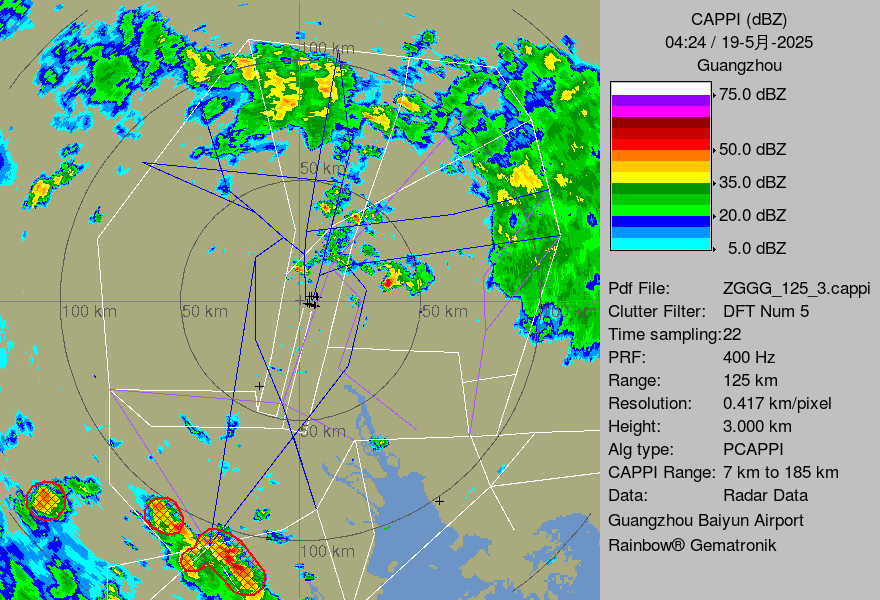 CAPPI (dBZ)
04:24 / 19-5月-2025
Guangzhou
75.0 dBZ
50.0 dBZ
35.0 dBZ
20.0 dBZ
5.0 dBZ
Pdf File: ZGGG_125_3.cappi
Clutter Filter: DFT Num 5
Time sampling:22
PRF: 400 Hz
Range: 125 km
Resolution: 0.417 km/pixel
Height: 3.000 km
Alg type: PCAPPI
CAPPI Range: 7 km to 185 km
Data: Radar Data
Guangzhou Baiyun Airport
Rainbow® Gematronik
100 km
50 km
100 km
50 km
50 km
100 km
50 km
100 km